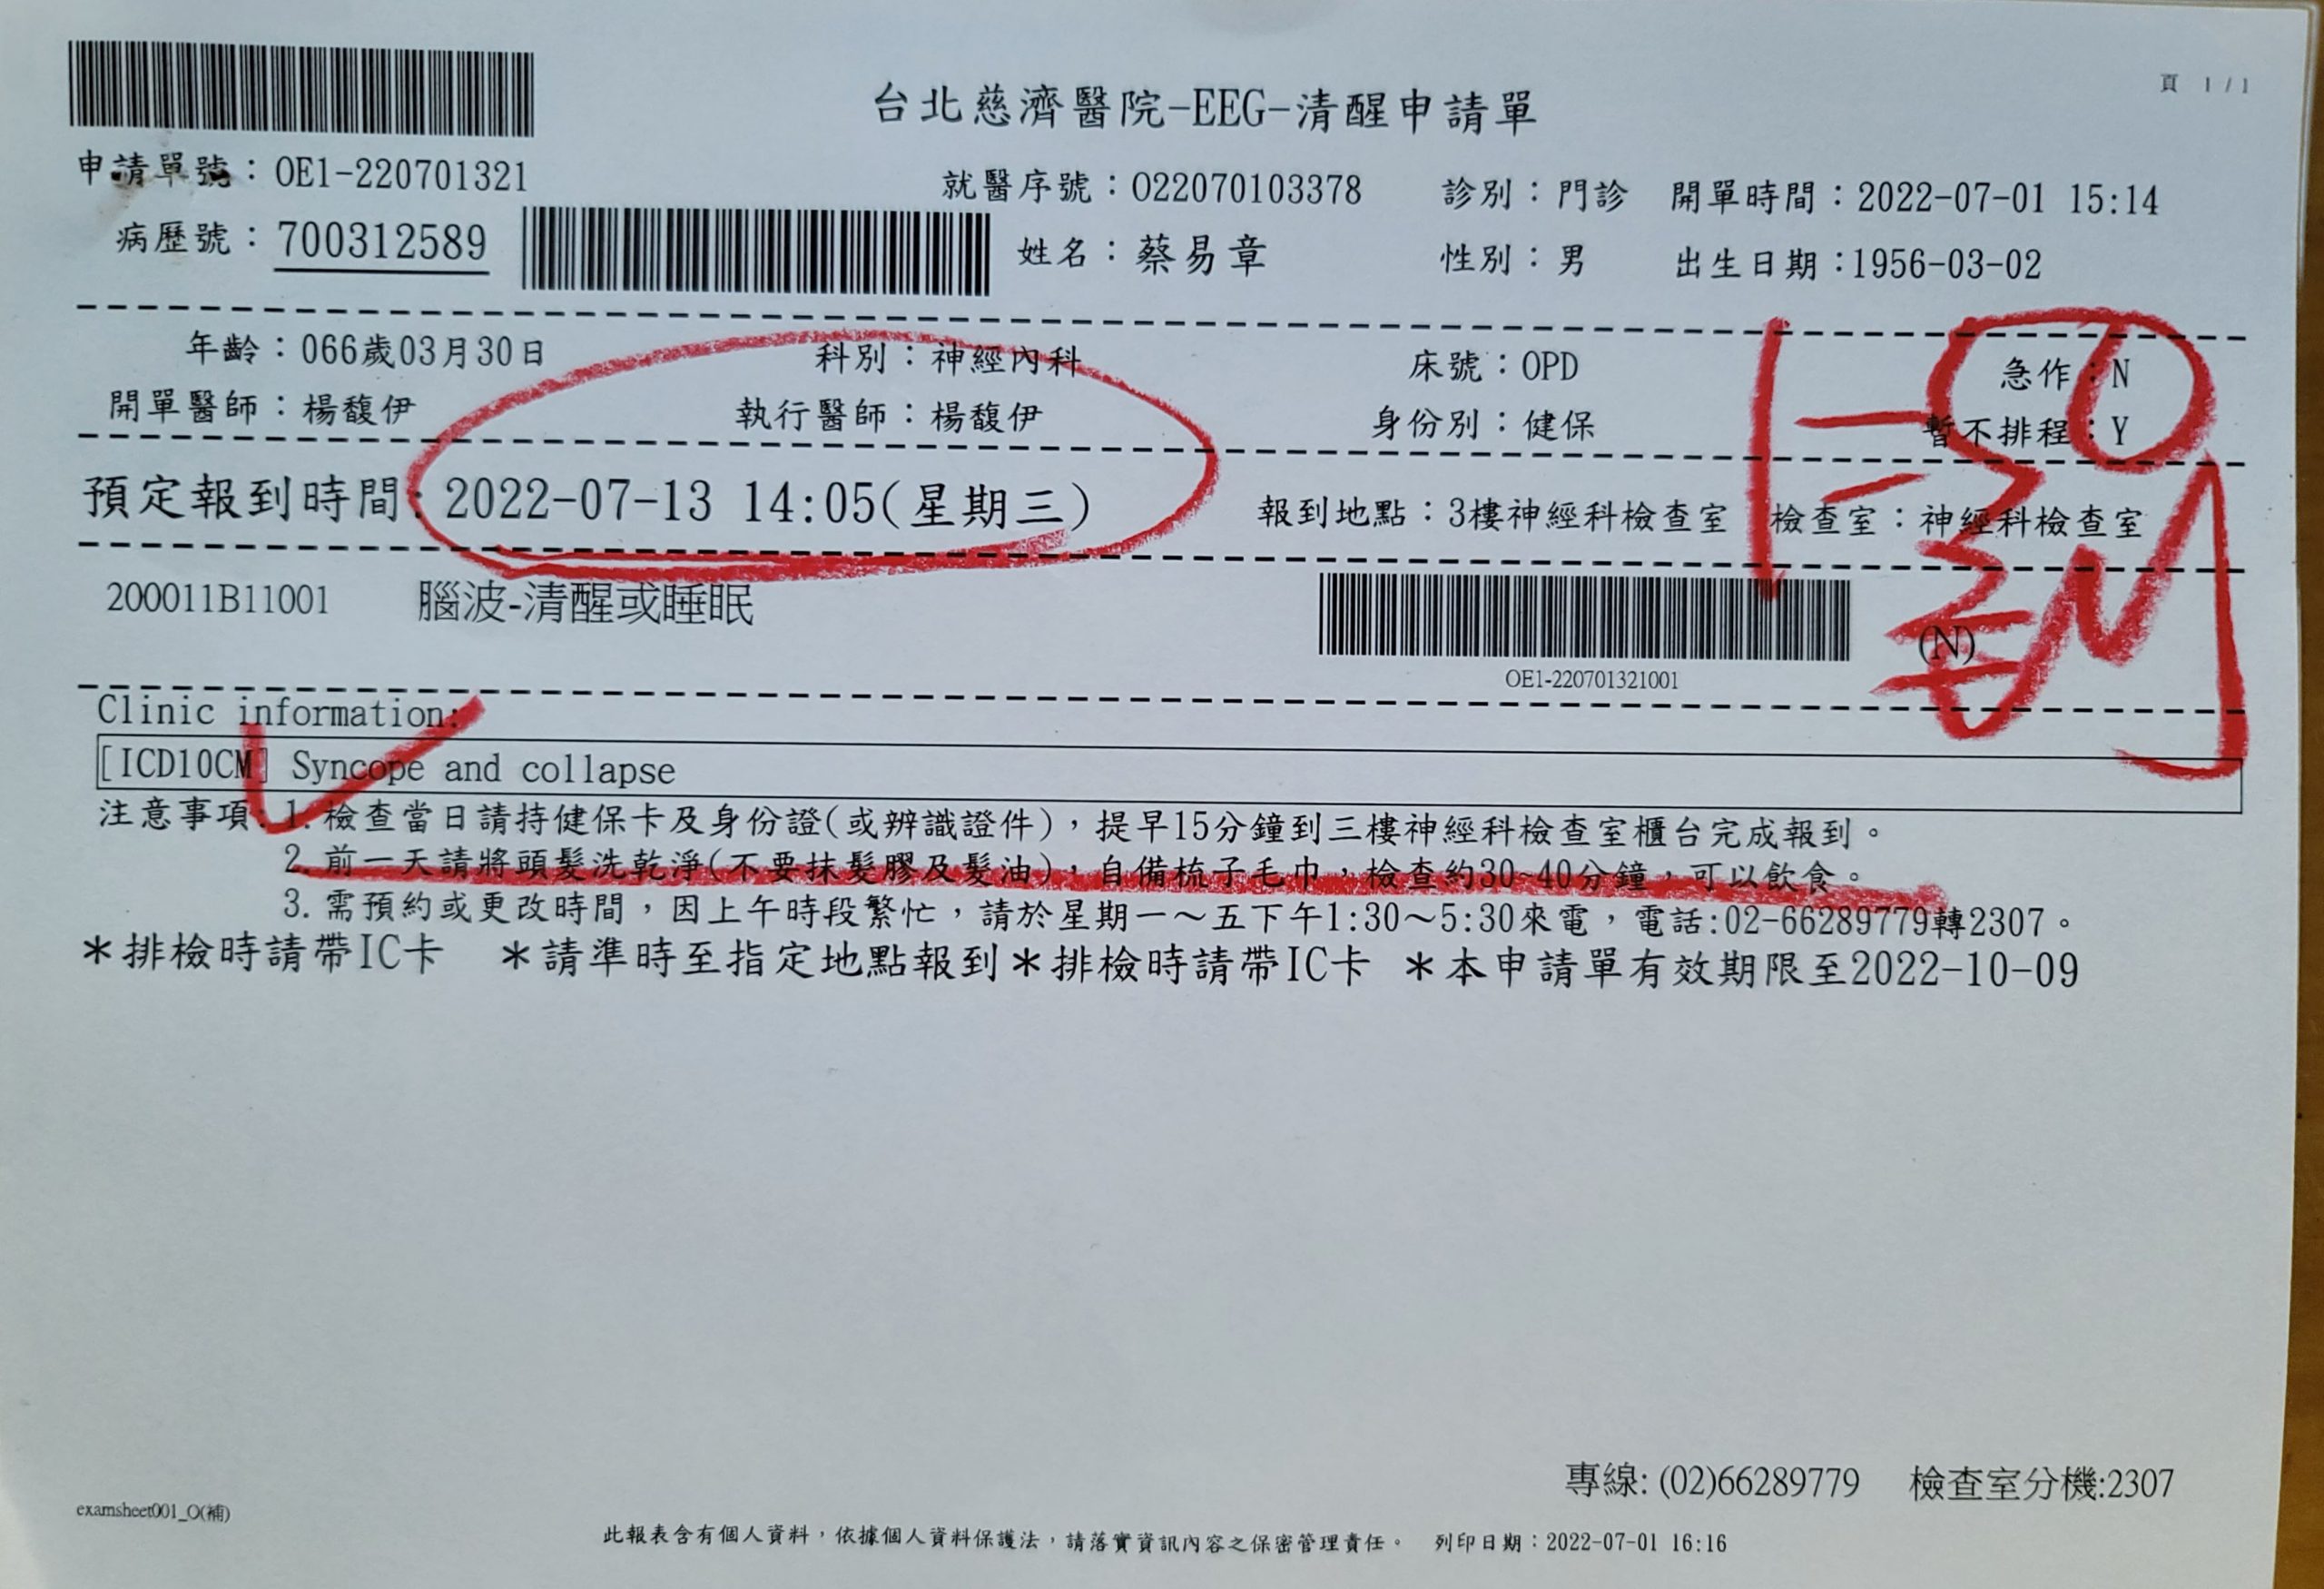 頁 1/1
台北慈濟醫院-EEG-清醒申請單
申請單號：OE1-220701321 就醫序號：O22070103378 診別：門診 開單時間：2022-07-01 15:14
病歷號：700312589 姓名：蔡易章 性別：男 出生日期：1956-03-02
年齡：066歲03月30日 科別：神經內科 床號：OPD 急作：N
開單醫師：楊馥伊 執行醫師：楊馥伊 身份別：健保 暫不排程：Y
預定報到時間：2022-07-13 14:05(星期三) 報到地點：3樓神經科檢查室 檢查室：神經科檢查室
200011B11001 腦波-清醒或睡眠 (N)
OE1-220701321001
Clinic information:
[ICD10CM] Syncope and collapse
注意事項：1.檢查當日請持健保卡及身份證(或辨識證件)，提早15分鐘到三樓神經科檢查室櫃台完成報到。
2.前一天請將頭髮洗乾淨(不要抹髮膠及髮油)，自備梳子毛巾，檢查約30~40分鐘，可以飲食。
3.需預約或更改時間，因上午時段繁忙，請於星期一～五下午1:30～5:30來電，電話:02-66289779轉2307。
＊排檢時請帶IC卡 ＊請準時至指定地點報到＊排檢時請帶IC卡 ＊本申請單有效期限至2022-10-09
專線: (02)66289779 檢查室分機:2307
examsheet001_O(補)
此報表含有個人資料，依據個人資料保護法，請落實資訊內容之保密管理責任。 列印日期：2022-07-01 16:16